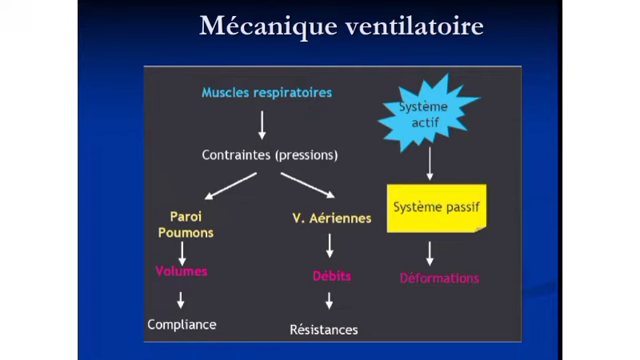 Mécanique ventilatoire
Muscles respiratoires
Système
actif
Contraintes (pressions)
Paroi
Poumons
V. Aériennes
Système passif
Volumes
Débits
Déformations
Compliance
Résistances